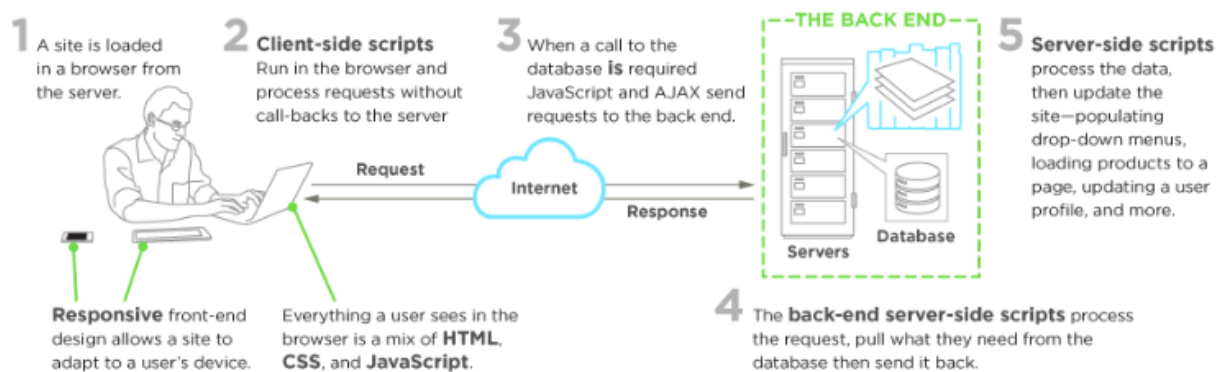 1 A site is loaded
in a browser from
the server.
2 Client-side scripts
Run in the browser and
process requests without
call-backs to the server
3 When a call to the
database is required
JavaScript and AJAX send
requests to the back end.
THE BACK END
5 Server-side scripts
process the data,
then update the
site—populating
drop-down menus,
loading products to a
page, updating a user
profile, and more.
Request
Internet
Response
Servers
Database
Responsive front-end
design allows a site to
adapt to a user's device.
Everything a user sees in the
browser is a mix of HTML,
CSS, and JavaScript.
4 The back-end server-side scripts process
the request, pull what they need from the
database then send it back.